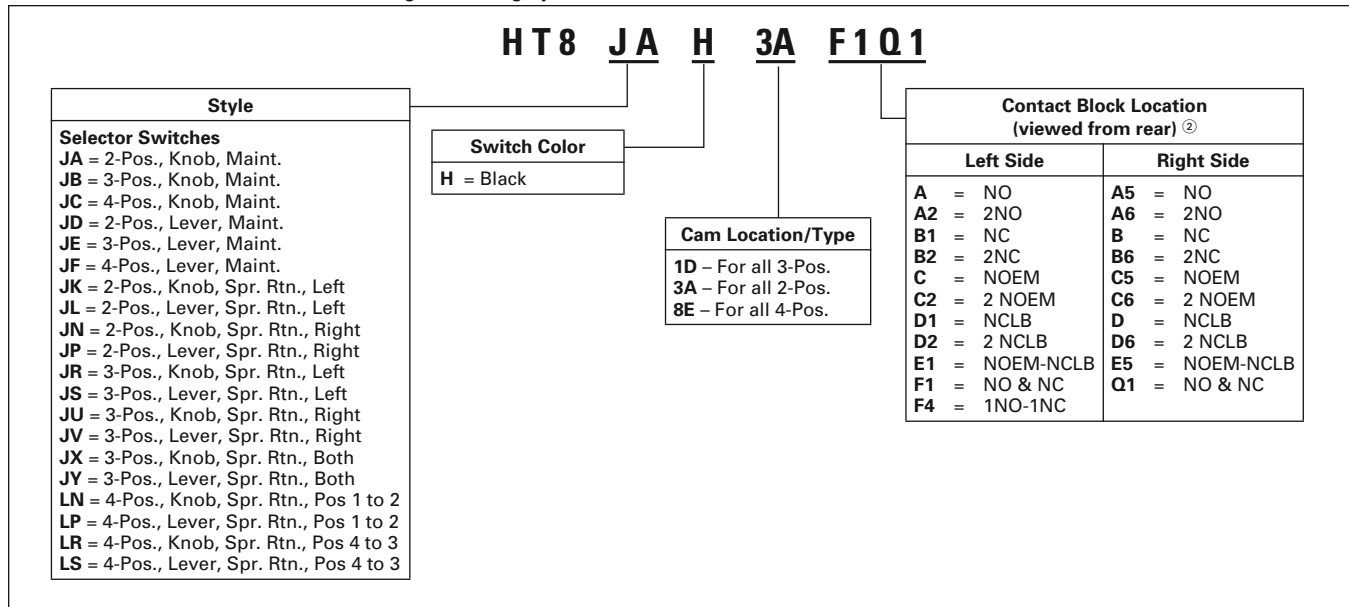 HT8 JA H 3A F1Q1
Style
Selector Switches
JA = 2-Pos., Knob, Maint.
JB = 3-Pos., Knob, Maint.
JC = 4-Pos., Knob, Maint.
JD = 2-Pos., Lever, Maint.
JE = 3-Pos., Lever, Maint.
JF = 4-Pos., Lever, Maint.
JK = 2-Pos., Knob, Spr. Rtn., Left
JL = 2-Pos., Lever, Spr. Rtn., Left
JN = 2-Pos., Knob, Spr. Rtn., Right
JP = 2-Pos., Lever, Spr. Rtn., Right
JR = 3-Pos., Knob, Spr. Rtn., Left
JS = 3-Pos., Lever, Spr. Rtn., Left
JU = 3-Pos., Knob, Spr. Rtn., Right
JV = 3-Pos., Lever, Spr. Rtn., Right
JX = 3-Pos., Knob, Spr. Rtn., Both
JY = 3-Pos., Lever, Spr. Rtn., Both
LN = 4-Pos., Knob, Spr. Rtn., Pos 1 to 2
LP = 4-Pos., Lever, Spr. Rtn., Pos 1 to 2
LR = 4-Pos., Knob, Spr. Rtn., Pos 4 to 3
LS = 4-Pos., Lever, Spr. Rtn., Pos 4 to 3
Switch Color
H = Black
Cam Location/Type
1D – For all 3-Pos.
3A – For all 2-Pos.
8E – For all 4-Pos.
Contact Block Location
(viewed from rear) ②
Left Side
A = NO
A2 = 2NO
B1 = NC
B2 = 2NC
C = NOEM
C2 = 2 NOEM
D1 = NCLB
D2 = 2 NCLB
E1 = NOEM-NCLB
F1 = NO & NC
F4 = 1NO-1NC
Right Side
A5 = NO
A6 = 2NO
B = NC
B6 = 2NC
C5 = NOEM
C6 = 2 NOEM
D = NCLB
D6 = 2 NCLB
E5 = NOEM-NCLB
Q1 = NO & NC